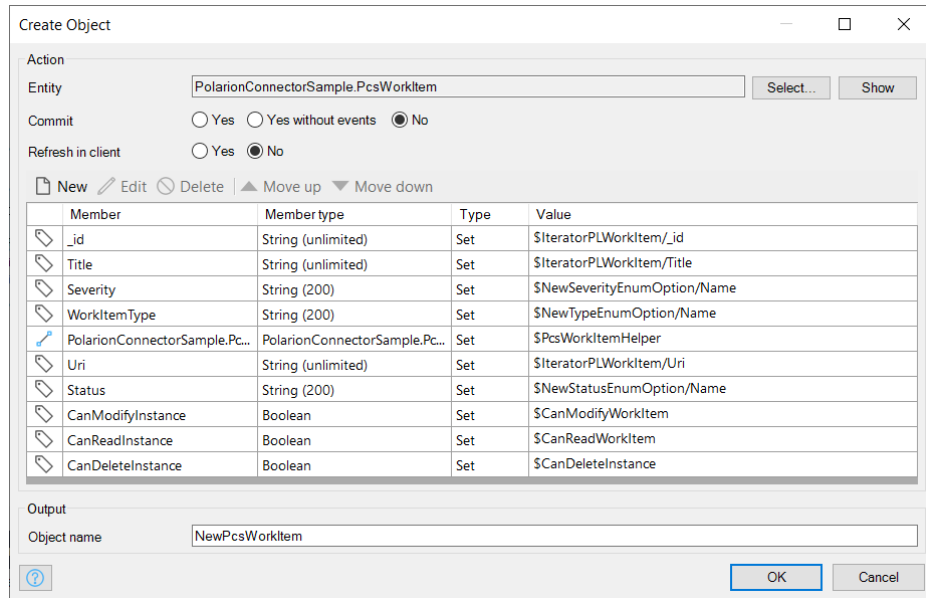 Create Object
Action
Entity PolarionConnectorSample.PcsWorkItem Select... Show
Commit Yes Yes without events No
Refresh in client Yes No
New Edit Delete Move up Move down
Member Member type Type Value
_id String (unlimited) Set $IteratorPLWorkItem/_id
Title String (unlimited) Set $IteratorPLWorkItem/Title
Severity String (200) Set $NewSeverityEnumOption/Name
WorkItemType String (200) Set $NewTypeEnumOption/Name
PolarionConnectorSample.Pc... PolarionConnectorSample.Pc... Set $PcsWorkItemHelper
Uri String (unlimited) Set $IteratorPLWorkItem/Uri
Status String (200) Set $NewStatusEnumOption/Name
CanModifyInstance Boolean Set $CanModifyWorkItem
CanReadInstance Boolean Set $CanReadWorkItem
CanDeleteInstance Boolean Set $CanDeleteInstance
Output
Object name NewPcsWorkItem
? OK Cancel